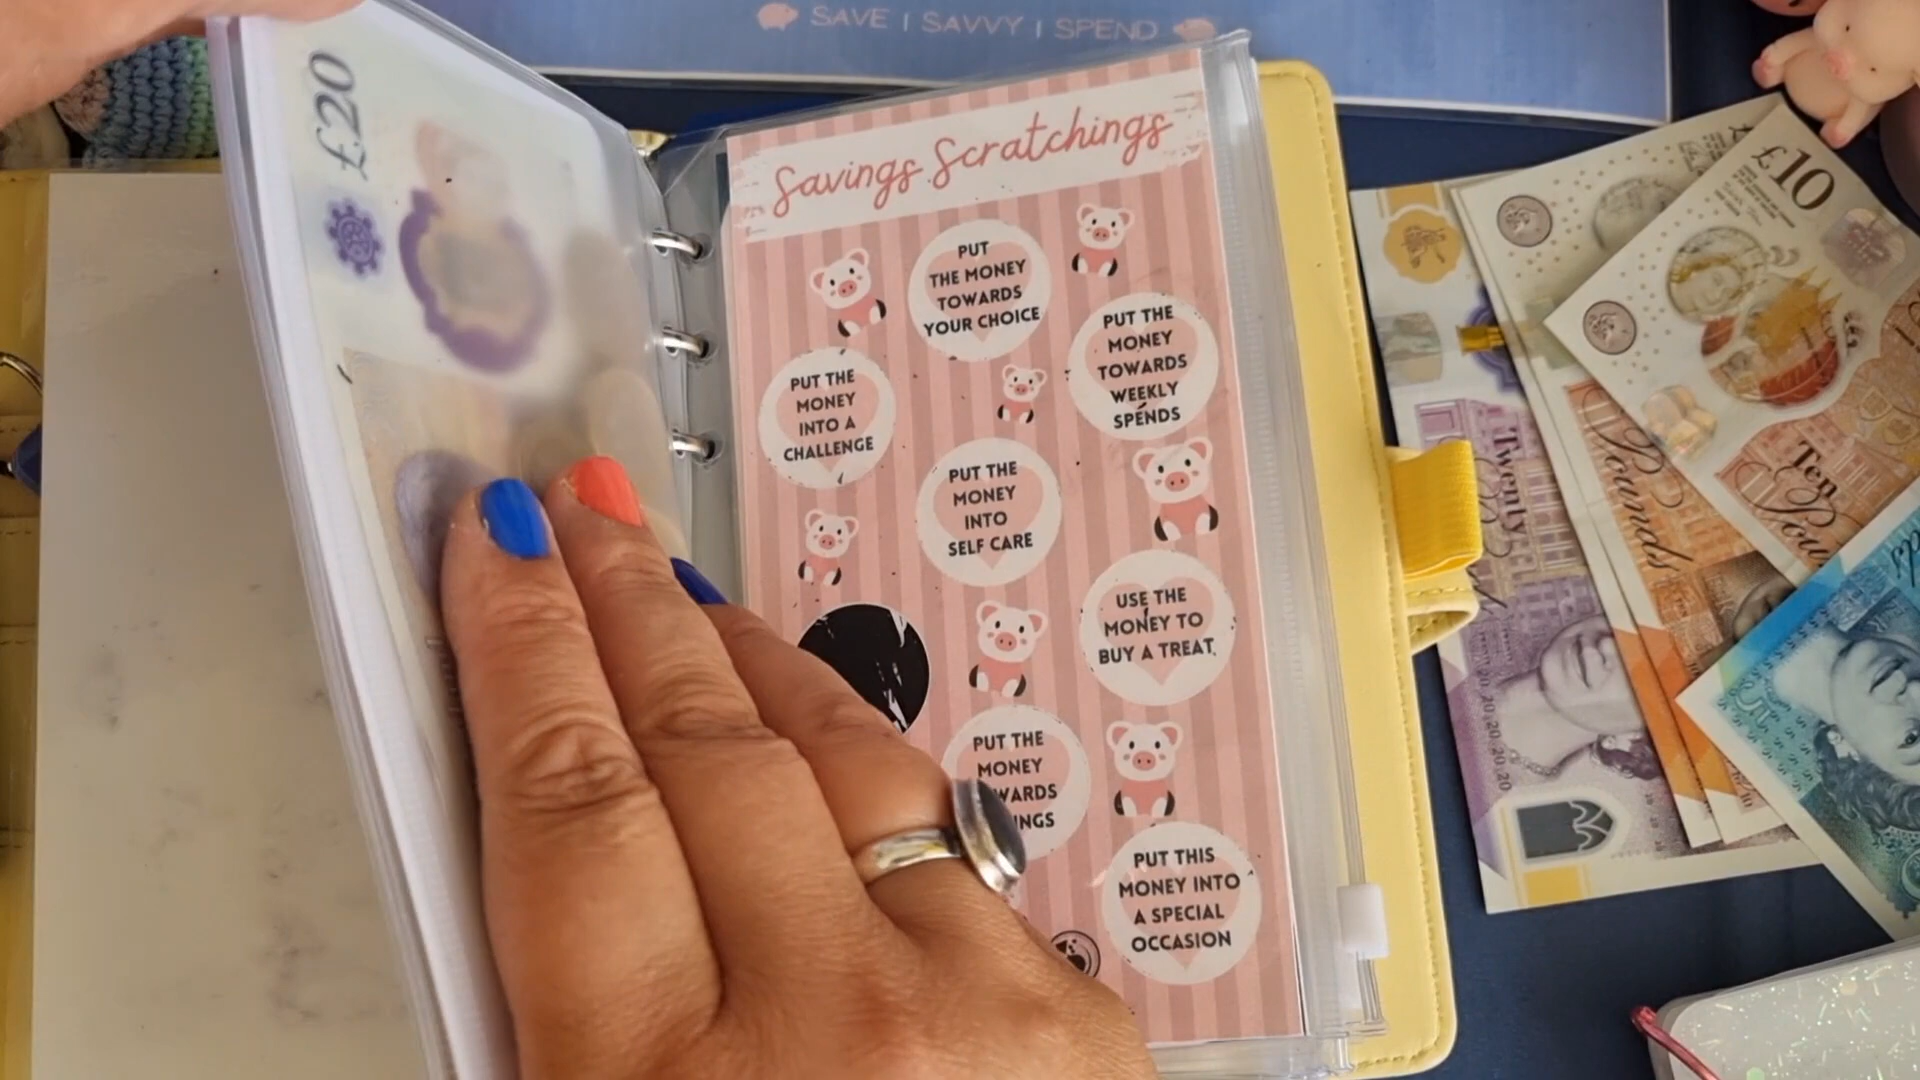 SAVE | SAVVY | SPEND
£20
Savings Scratchings
PUT
THE MONEY
TOWARDS
YOUR CHOICE
PUT THE
MONEY
TOWARDS
WEEKLY
SPENDS
PUT THE
MONEY
INTO A
CHALLENGE
PUT THE
MONEY
INTO
SELF CARE
USE THE
MONEY TO
BUY A TREAT
PUT THE
MONEY
PUT THIS
MONEY INTO
A SPECIAL
OCCASION
£10
Twenty
Pounds
Ten